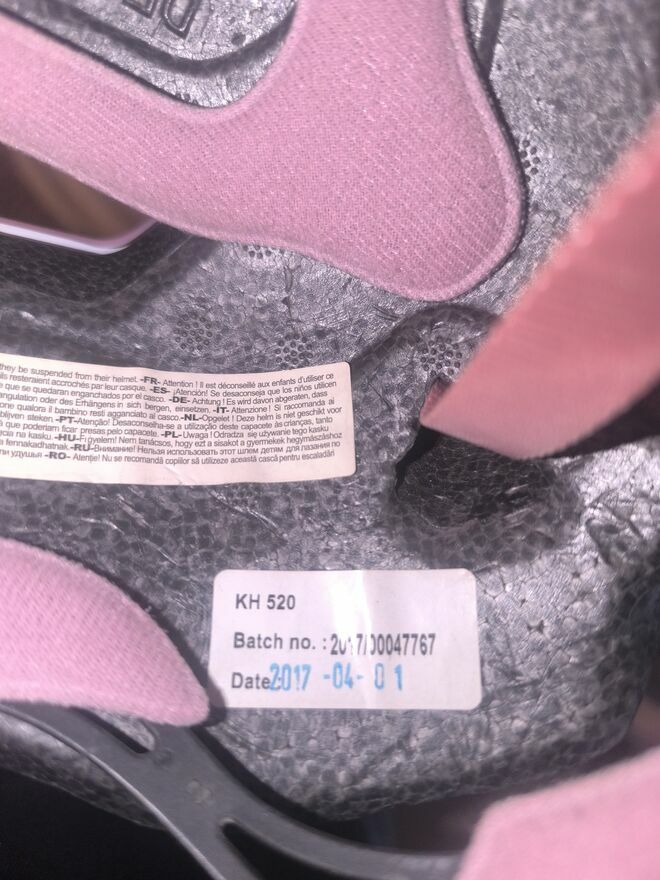 they be suspended from their helmet. -FR- Attention ! Il est déconseillé aux enfants d'utiliser ce
ils resteraient accrochés par leur casque. -ES- ¡Atención! Se desaconseja que los niños utilicen
e que se quedaran enganchados por el casco. -DE- Achtung ! Es wird davon abgeraten, dass
angulation oder des Erhängens in sich bergen, einsetzen. -IT- Attenzione! Si raccomanda ai
one qualora il bambino resti agganciato al casco.-NL-Opgelet ! Deze helm is niet geschikt voor
blijven steken.-PT-Atenção! Desaconselha-se a utilização deste capacete às crianças, tanto
que poderiam ficar presas pelo capacete. -PL- Uwaga ! Odradza się używanie tego kasku
cia na kasku.-HU-Figyelem! Nem tanácsos, hogy ezt a sisakot a gyermekek hegymászáshoz
a fennakadhatnak.-RU-Внимание! Нельзя использовать этот шлем детям для лазания по
удушья -RO- Atenție! Nu se recomandă copiilor să utilizeze această cască pentru escaladări
KH 520
Batch no. : 2017/00047767
Date: 2017 -04- 01